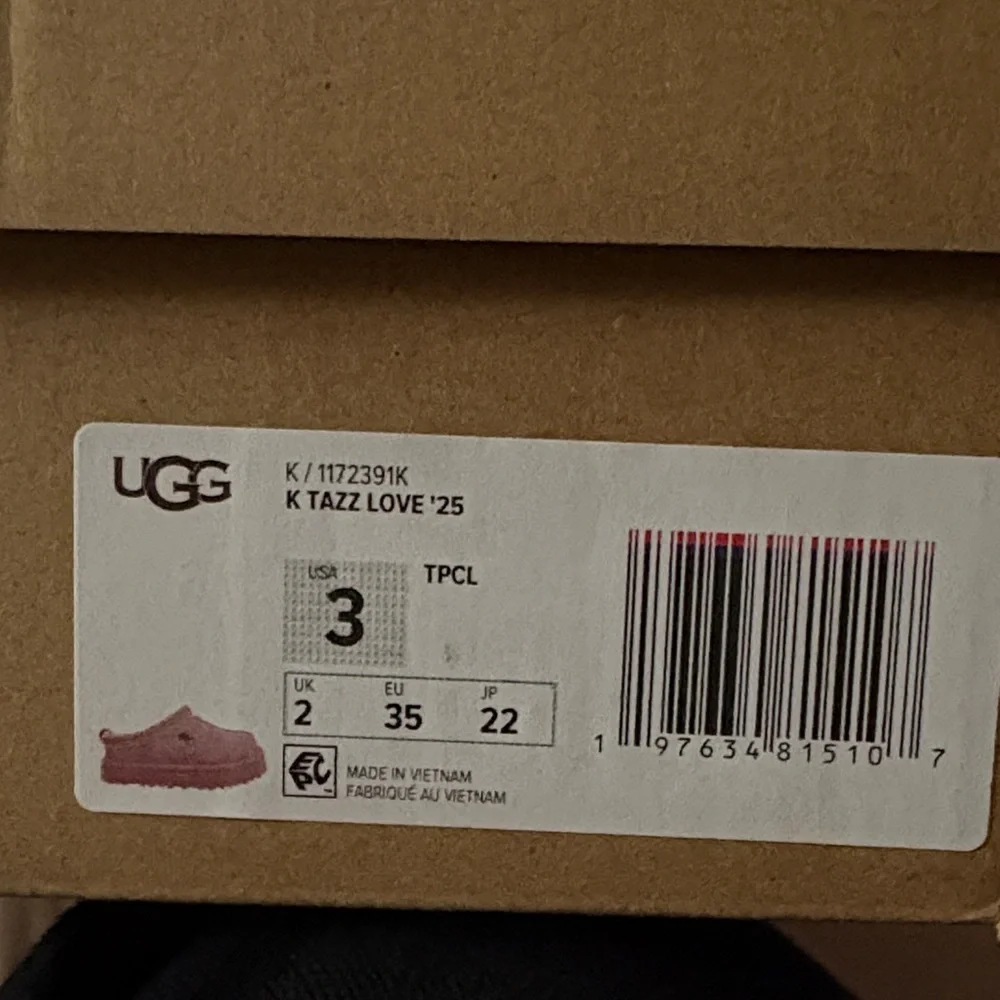 UGG
K / 1172391K
K TAZZ LOVE '25
USA
3
TPCL
UK EU JP
2 35 22
EPC
MADE IN VIETNAM
FABRIQUÉ AU VIETNAM
1 97634 81510 7